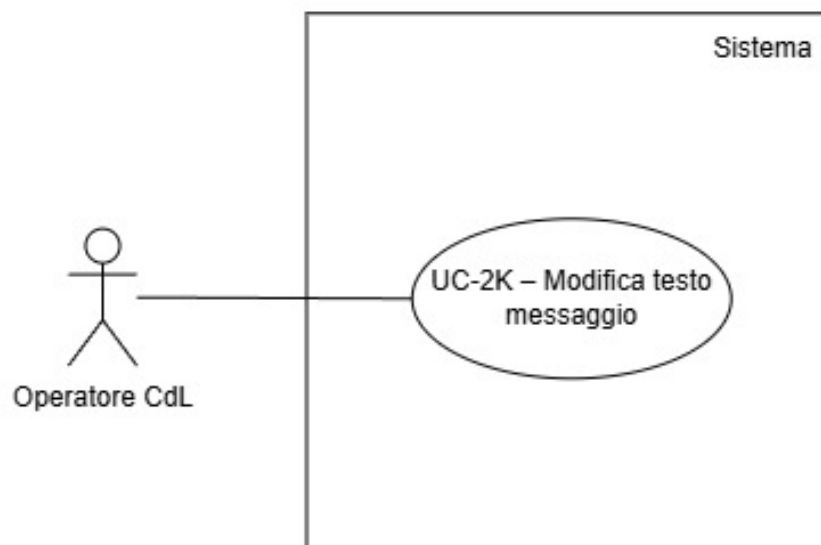 Sistema
UC-2K – Modifica testo
messaggio
Operatore CdL